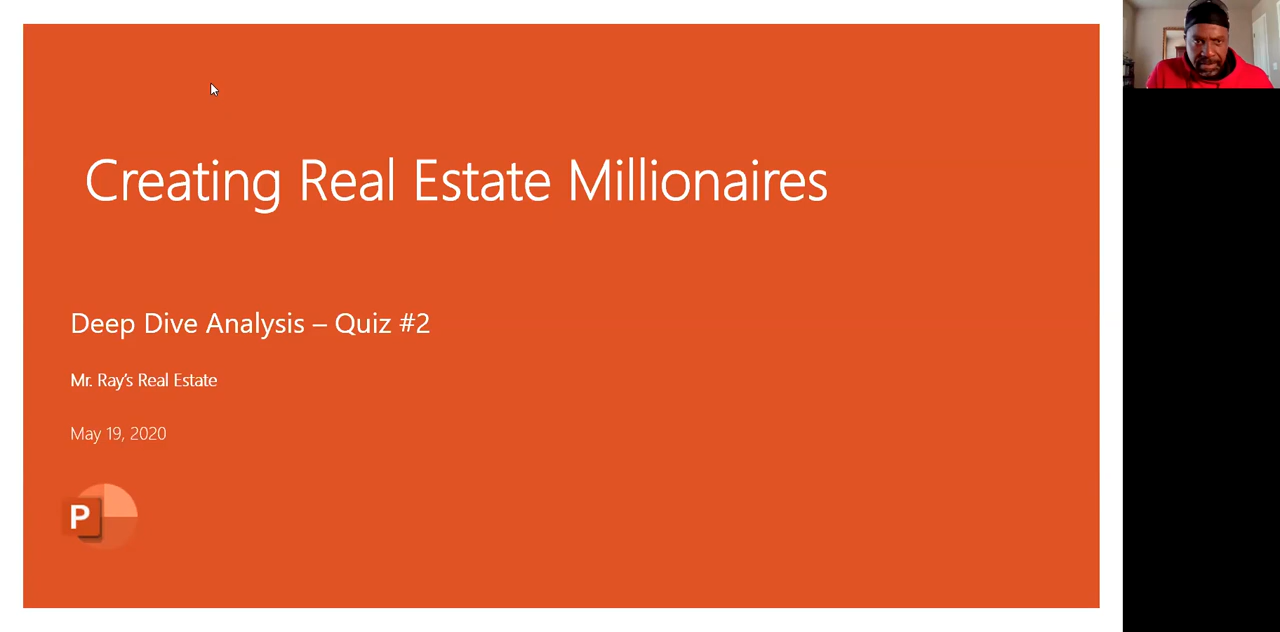 Creating Real Estate Millionaires
Deep Dive Analysis – Quiz #2
Mr. Ray's Real Estate
May 19, 2020
P